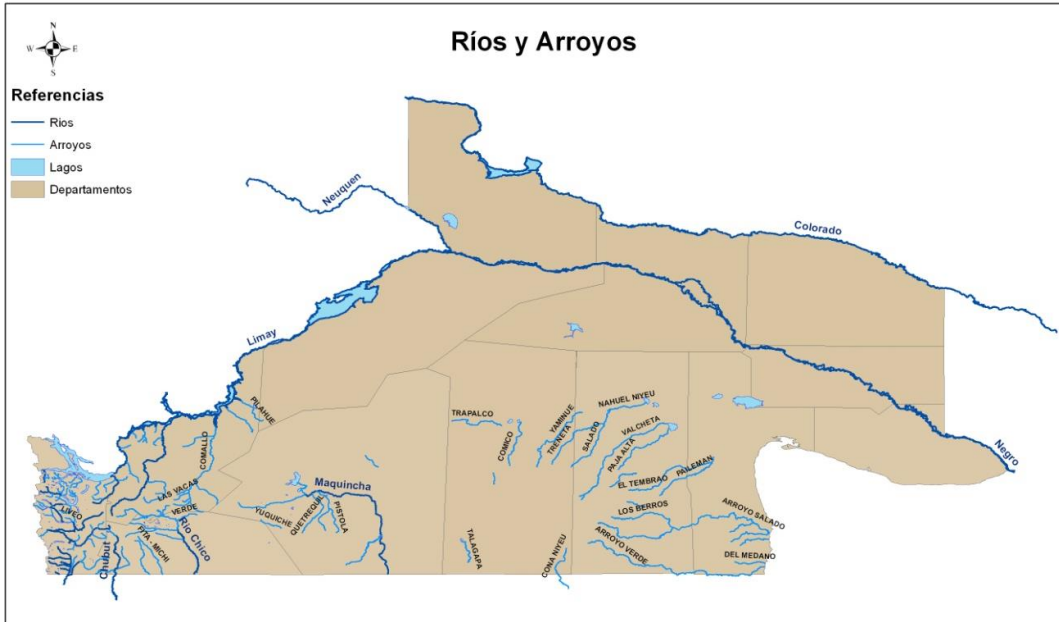 Ríos y Arroyos
N
W E
S
Referencias
Rios
Arroyos
Lagos
Departamentos
Neuquen
Colorado
Limay
Negro
PILAHUE
COMALLO
LAS VACAS
VERDE
LIVEO
FITA - MICHI
Chubut
Rio Chico
Maquincha
YUQUICHE
QUETREQUE
PISTOLA
TRAPALCO
COMICO
YAMINUE
TRENETA
SALADO
NAHUEL NIYEU
VALCHETA
PAJA ALTA
EL TEMBRAO
PAILEMAN
LOS BERROS
ARROYO SALADO
ARROYO VERDE
DEL MEDANO
TALAGAPA
CONA NIYEU